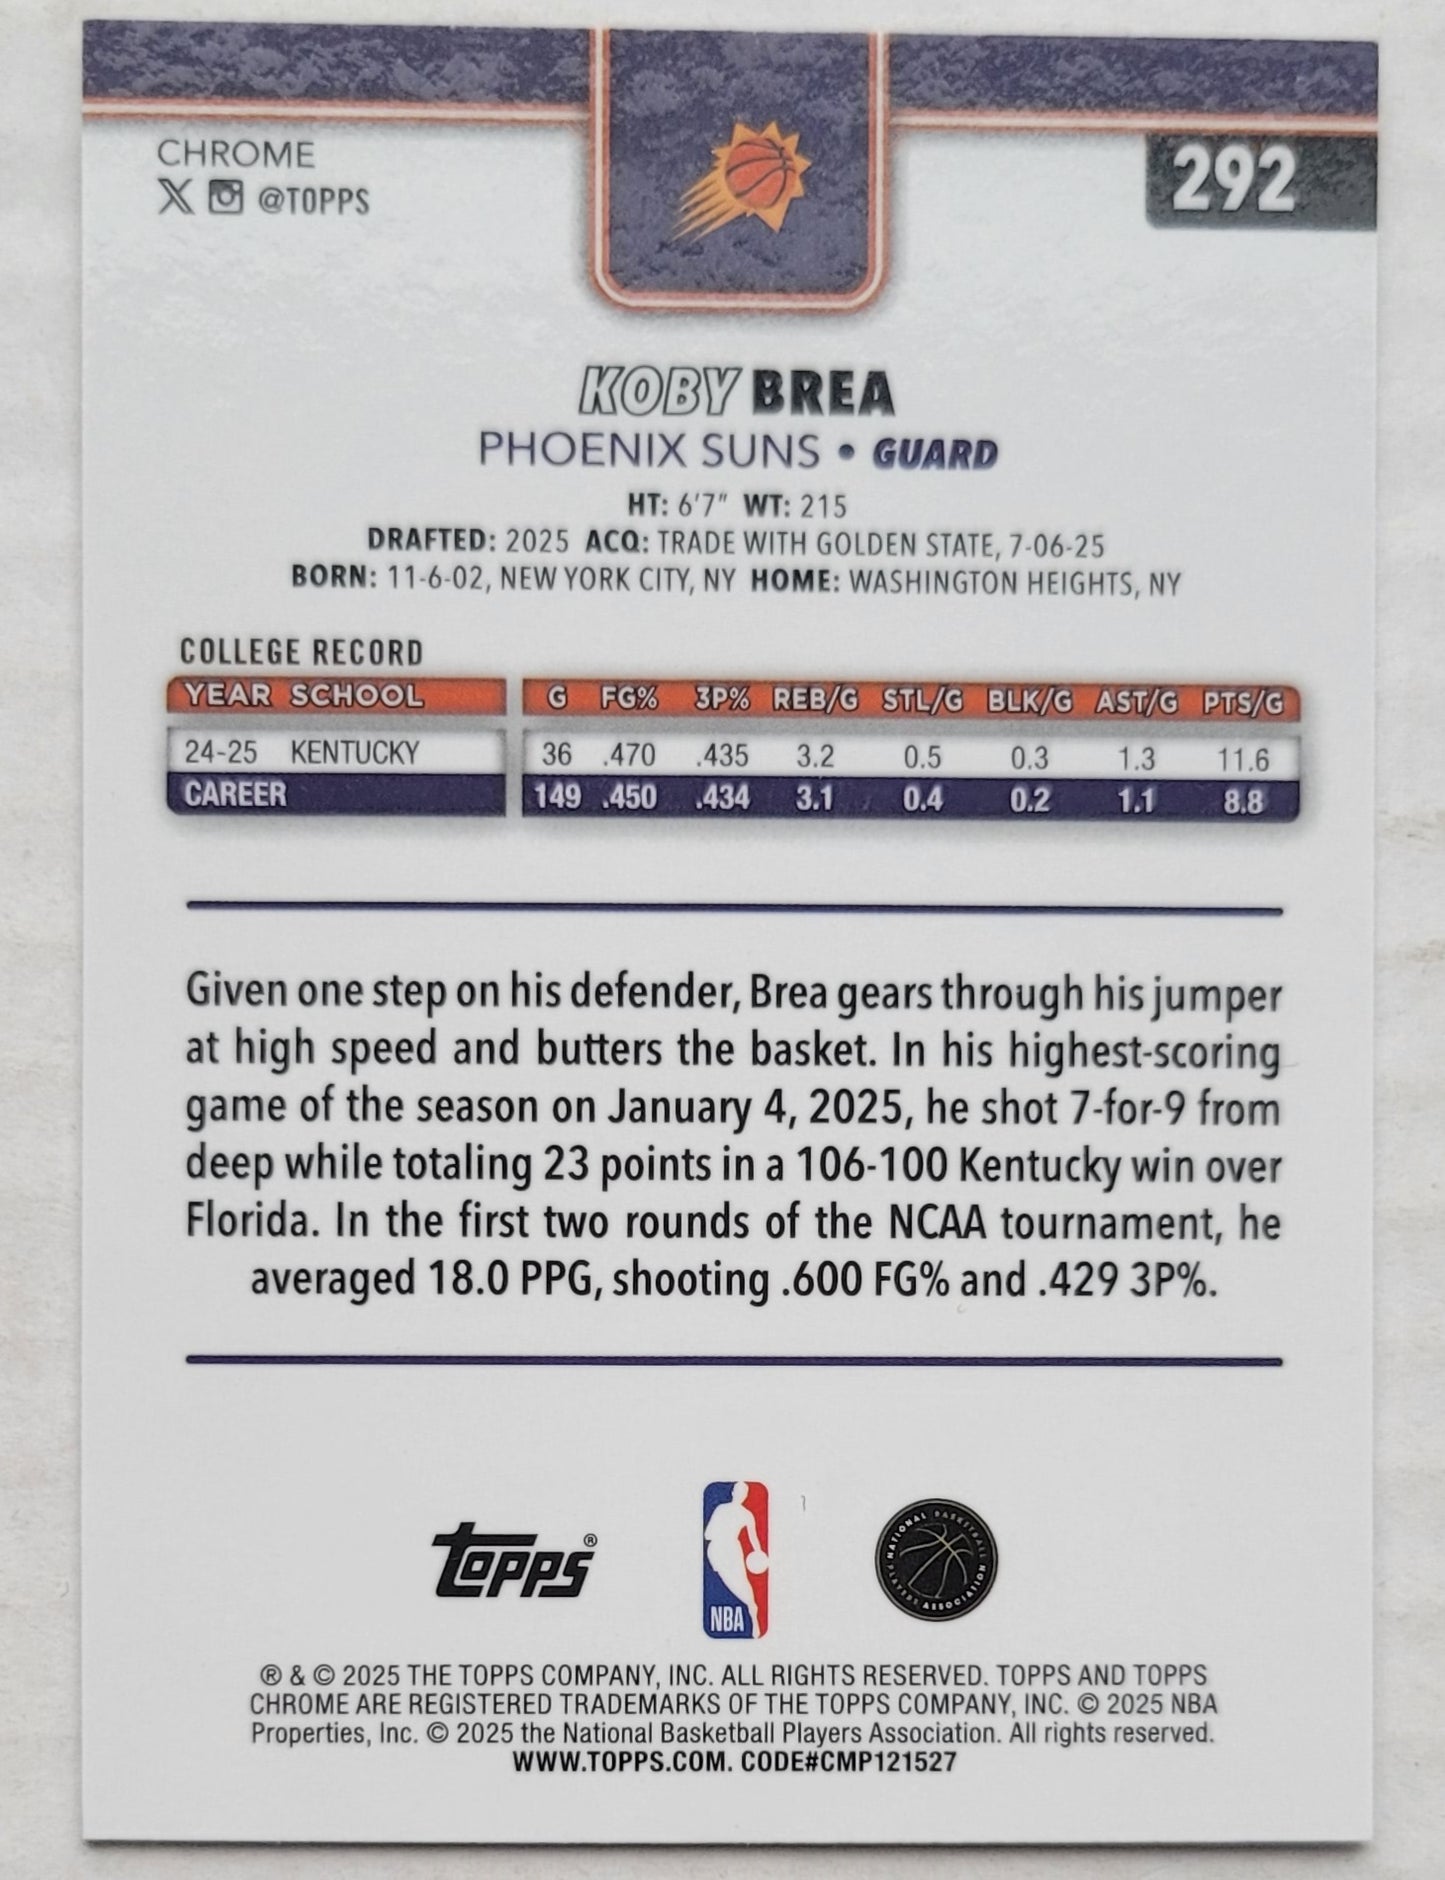 CHROME
@TOPPS
292
KOBY BREA
PHOENIX SUNS • GUARD
HT: 6'7" WT: 215
DRAFTED: 2025 ACQ: TRADE WITH GOLDEN STATE, 7-06-25
BORN: 11-6-02, NEW YORK CITY, NY HOME: WASHINGTON HEIGHTS, NY
COLLEGE RECORD
YEAR SCHOOL G FG% 3P% REB/G STL/G BLK/G AST/G PTS/G
24-25 KENTUCKY 36 .470 .435 3.2 0.5 0.3 1.3 11.6
CAREER 149 .450 .434 3.1 0.4 0.2 1.1 8.8
Given one step on his defender, Brea gears through his jumper
at high speed and butters the basket. In his highest-scoring
game of the season on January 4, 2025, he shot 7-for-9 from
deep while totaling 23 points in a 106-100 Kentucky win over
Florida. In the first two rounds of the NCAA tournament, he
averaged 18.0 PPG, shooting .600 FG% and .429 3P%.
TOPPS®
NBA
NATIONAL BASKETBALL PLAYERS ASSOCIATION
® & © 2025 THE TOPPS COMPANY, INC. ALL RIGHTS RESERVED. TOPPS AND TOPPS
CHROME ARE REGISTERED TRADEMARKS OF THE TOPPS COMPANY, INC. © 2025 NBA
Properties, Inc. © 2025 the National Basketball Players Association. All rights reserved.
WWW.TOPPS.COM. CODE#CMP121527